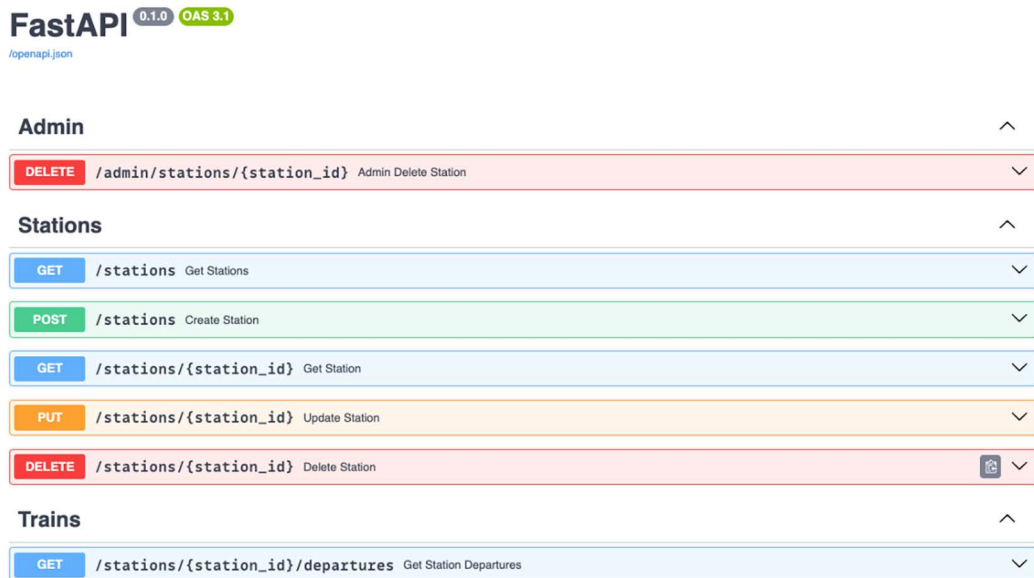 FastAPI 0.1.0 OAS 3.1
/openapi.json
Admin
DELETE /admin/stations/{station_id} Admin Delete Station
Stations
GET /stations Get Stations
POST /stations Create Station
GET /stations/{station_id} Get Station
PUT /stations/{station_id} Update Station
DELETE /stations/{station_id} Delete Station
Trains
GET /stations/{station_id}/departures Get Station Departures